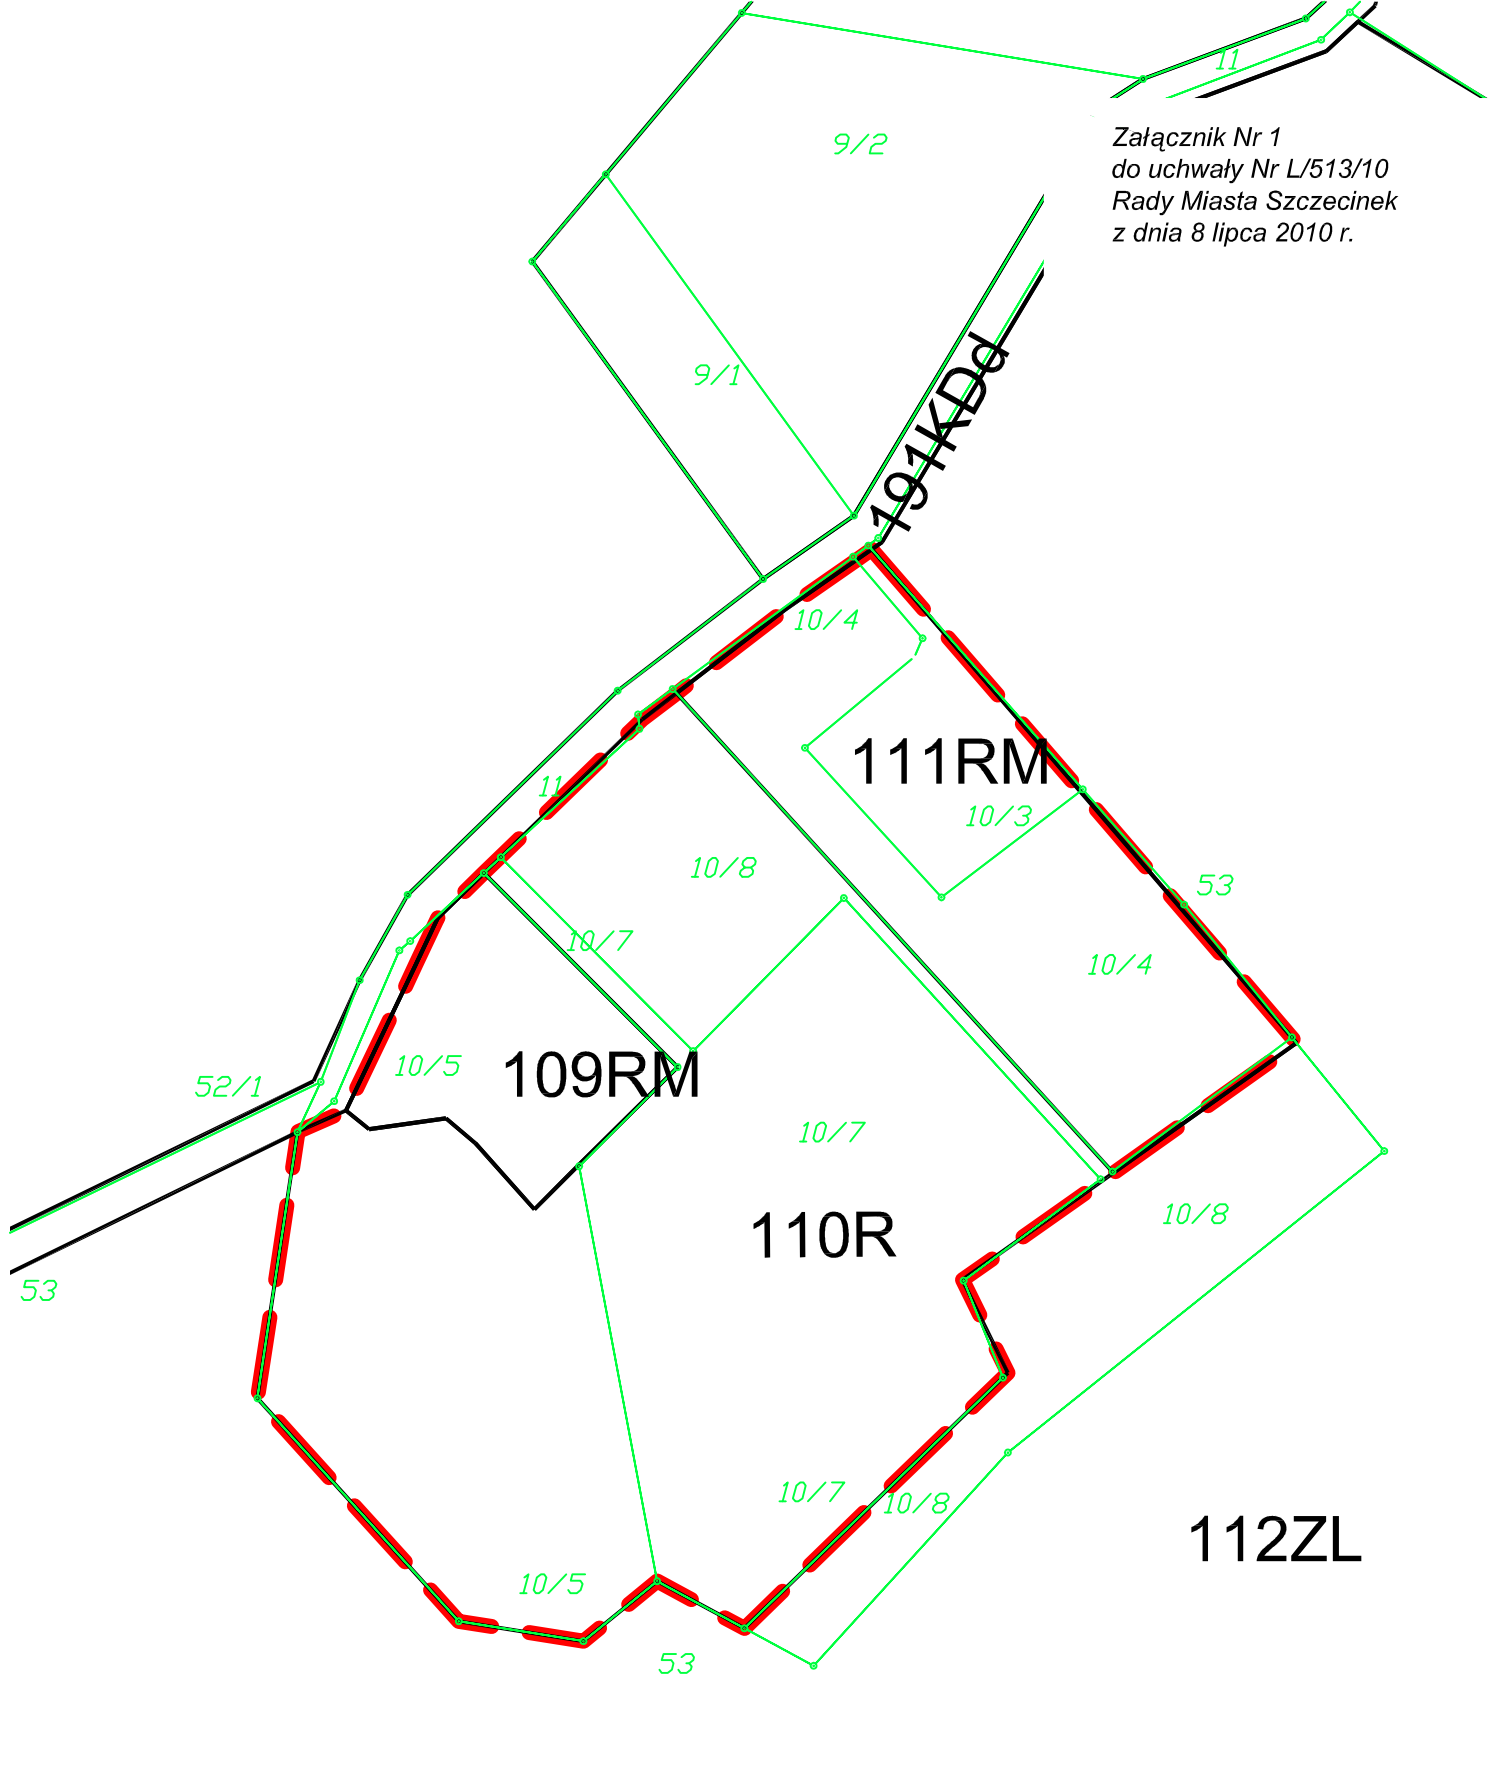 11
Załącznik Nr 1
do uchwały Nr L/513/10
Rady Miasta Szczecinek
z dnia 8 lipca 2010 r.
9/2
9/1
191KDd
10/4
111RM
11
10/3
10/8
53
10/7
10/4
10/5
109RM
52/1
10/7
10/8
110R
53
10/7
10/8
112ZL
10/5
53